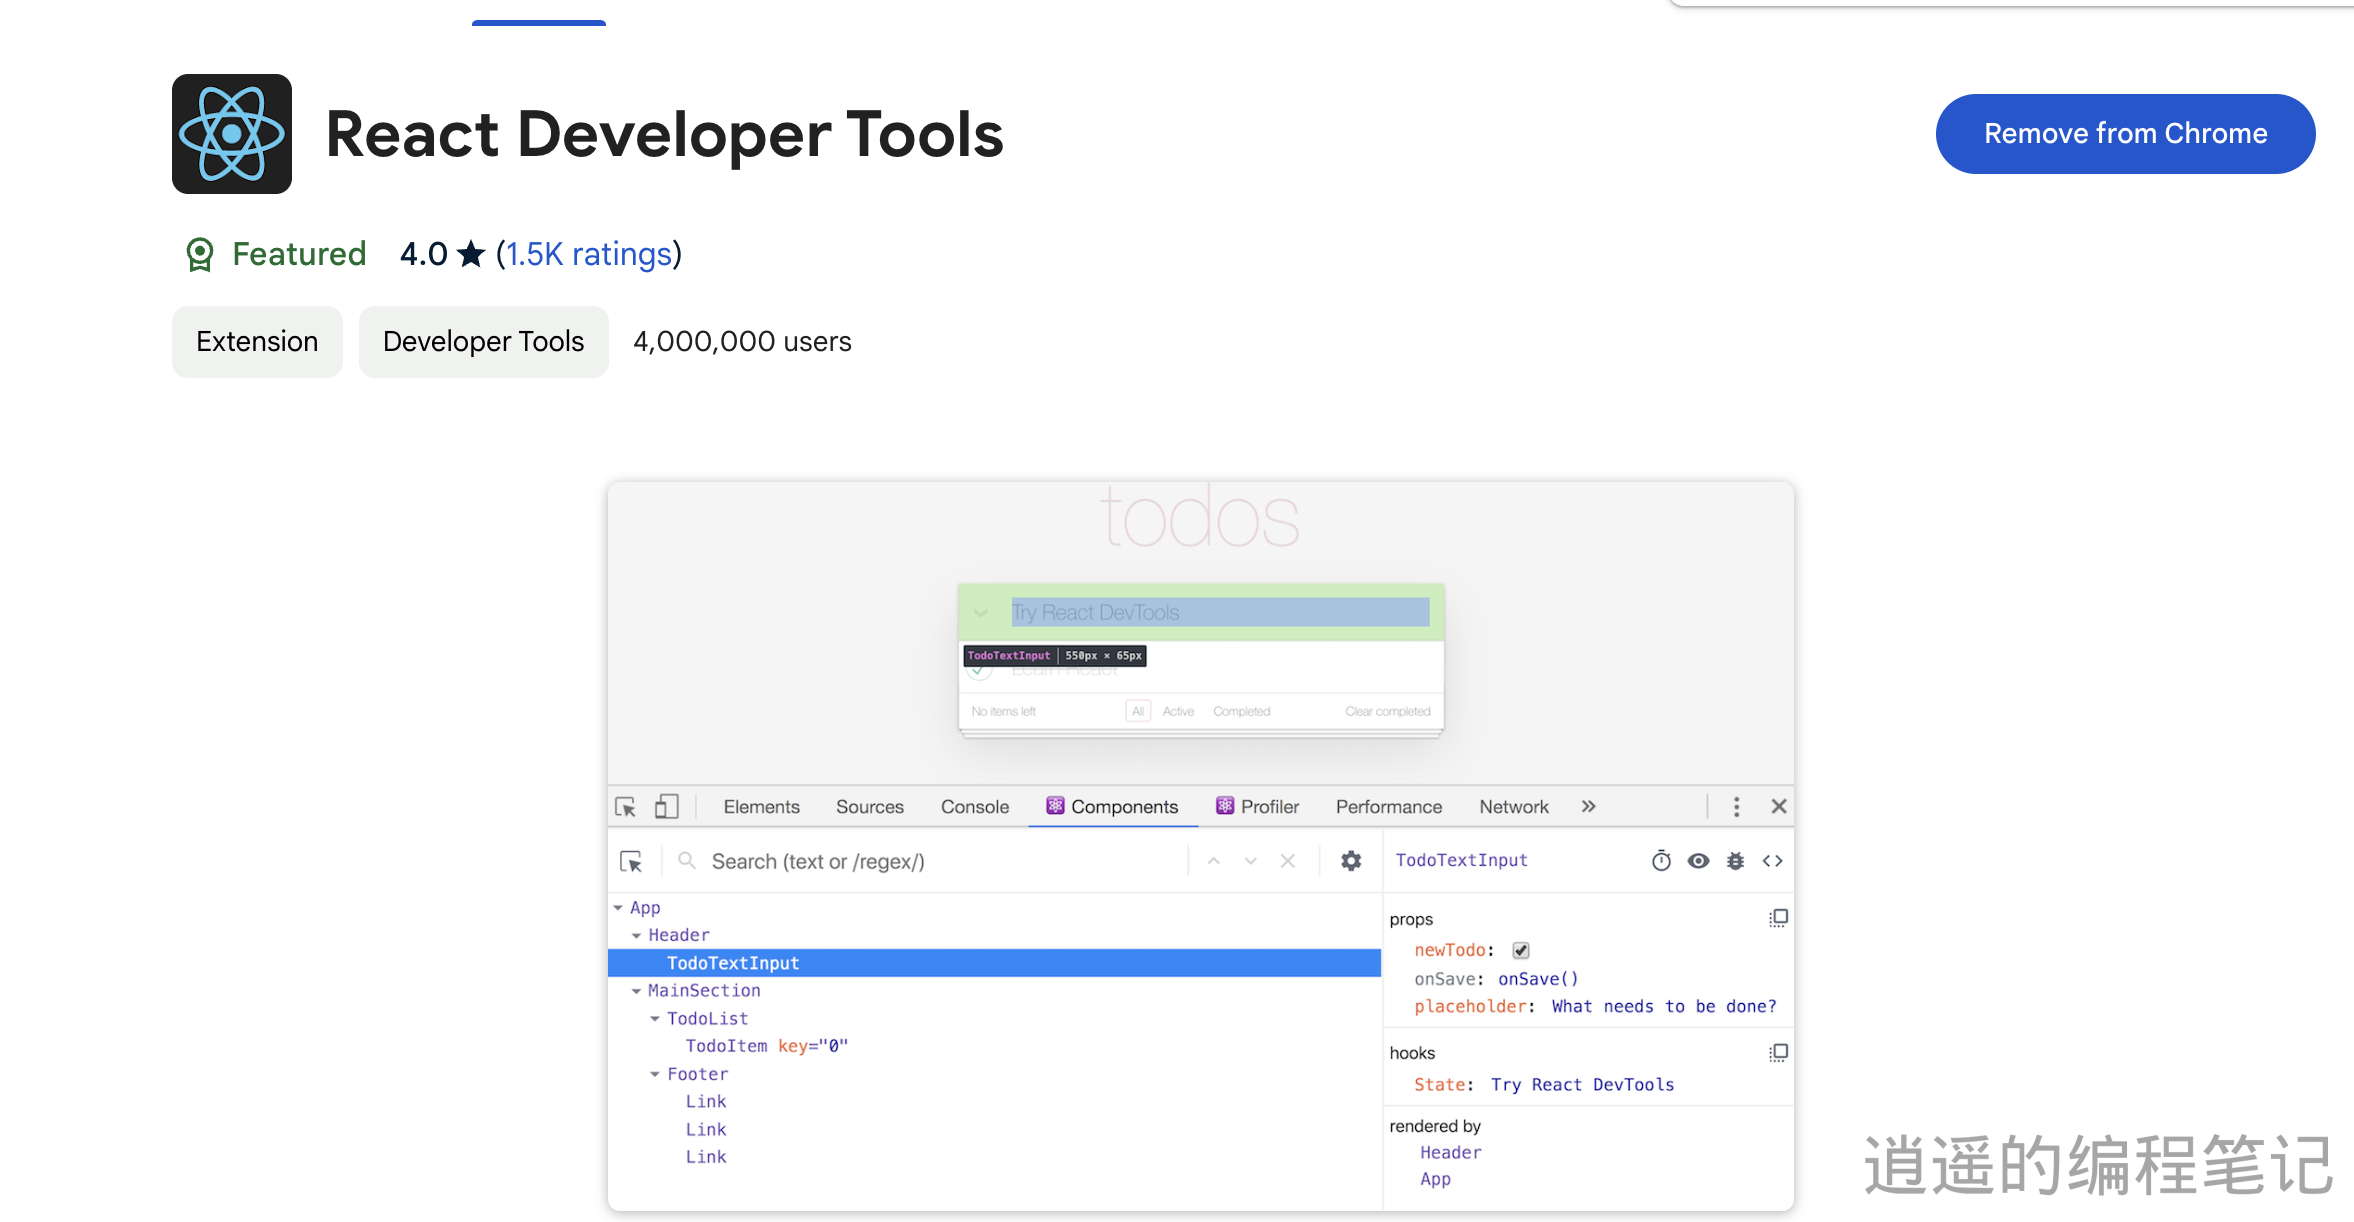 React Developer Tools
Remove from Chrome
Featured 4.0 ★ (1.5K ratings)
Extension Developer Tools 4,000,000 users
todos
Try React DevTools
TodoTextInput | 550px × 65px
Learn React
No items left All Active Completed Clear completed
Elements Sources Console Components Profiler Performance Network »
Search (text or /regex/)
TodoTextInput
App
Header
TodoTextInput
MainSection
TodoList
TodoItem key="0"
Footer
Link
Link
Link
props
newTodo:
onSave: onSave()
placeholder: What needs to be done?
hooks
State: Try React DevTools
rendered by
Header
App
逍遥的编程笔记